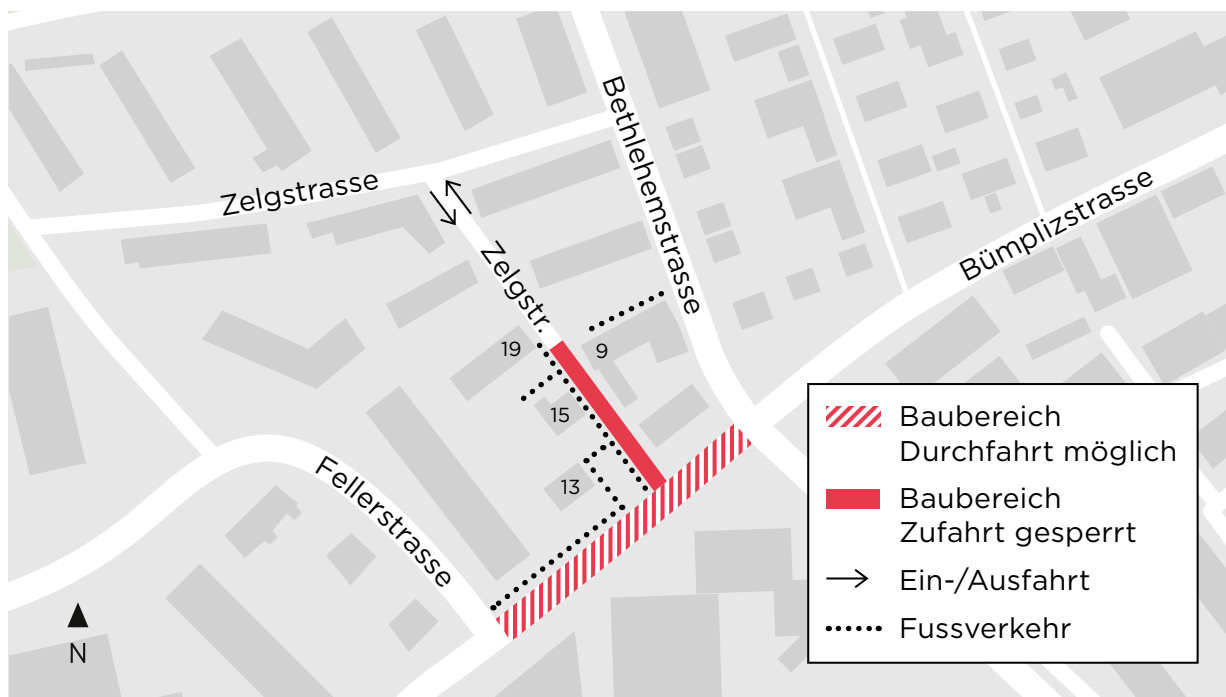 Bethlehemstrasse
Zelgstrasse
Bümplizstrasse
Zelgstr.
19
9
15
13
Fellerstrasse
N
Baubereich
Durchfahrt möglich
Baubereich
Zufahrt gesperrt
Ein-/Ausfahrt
Fussverkehr